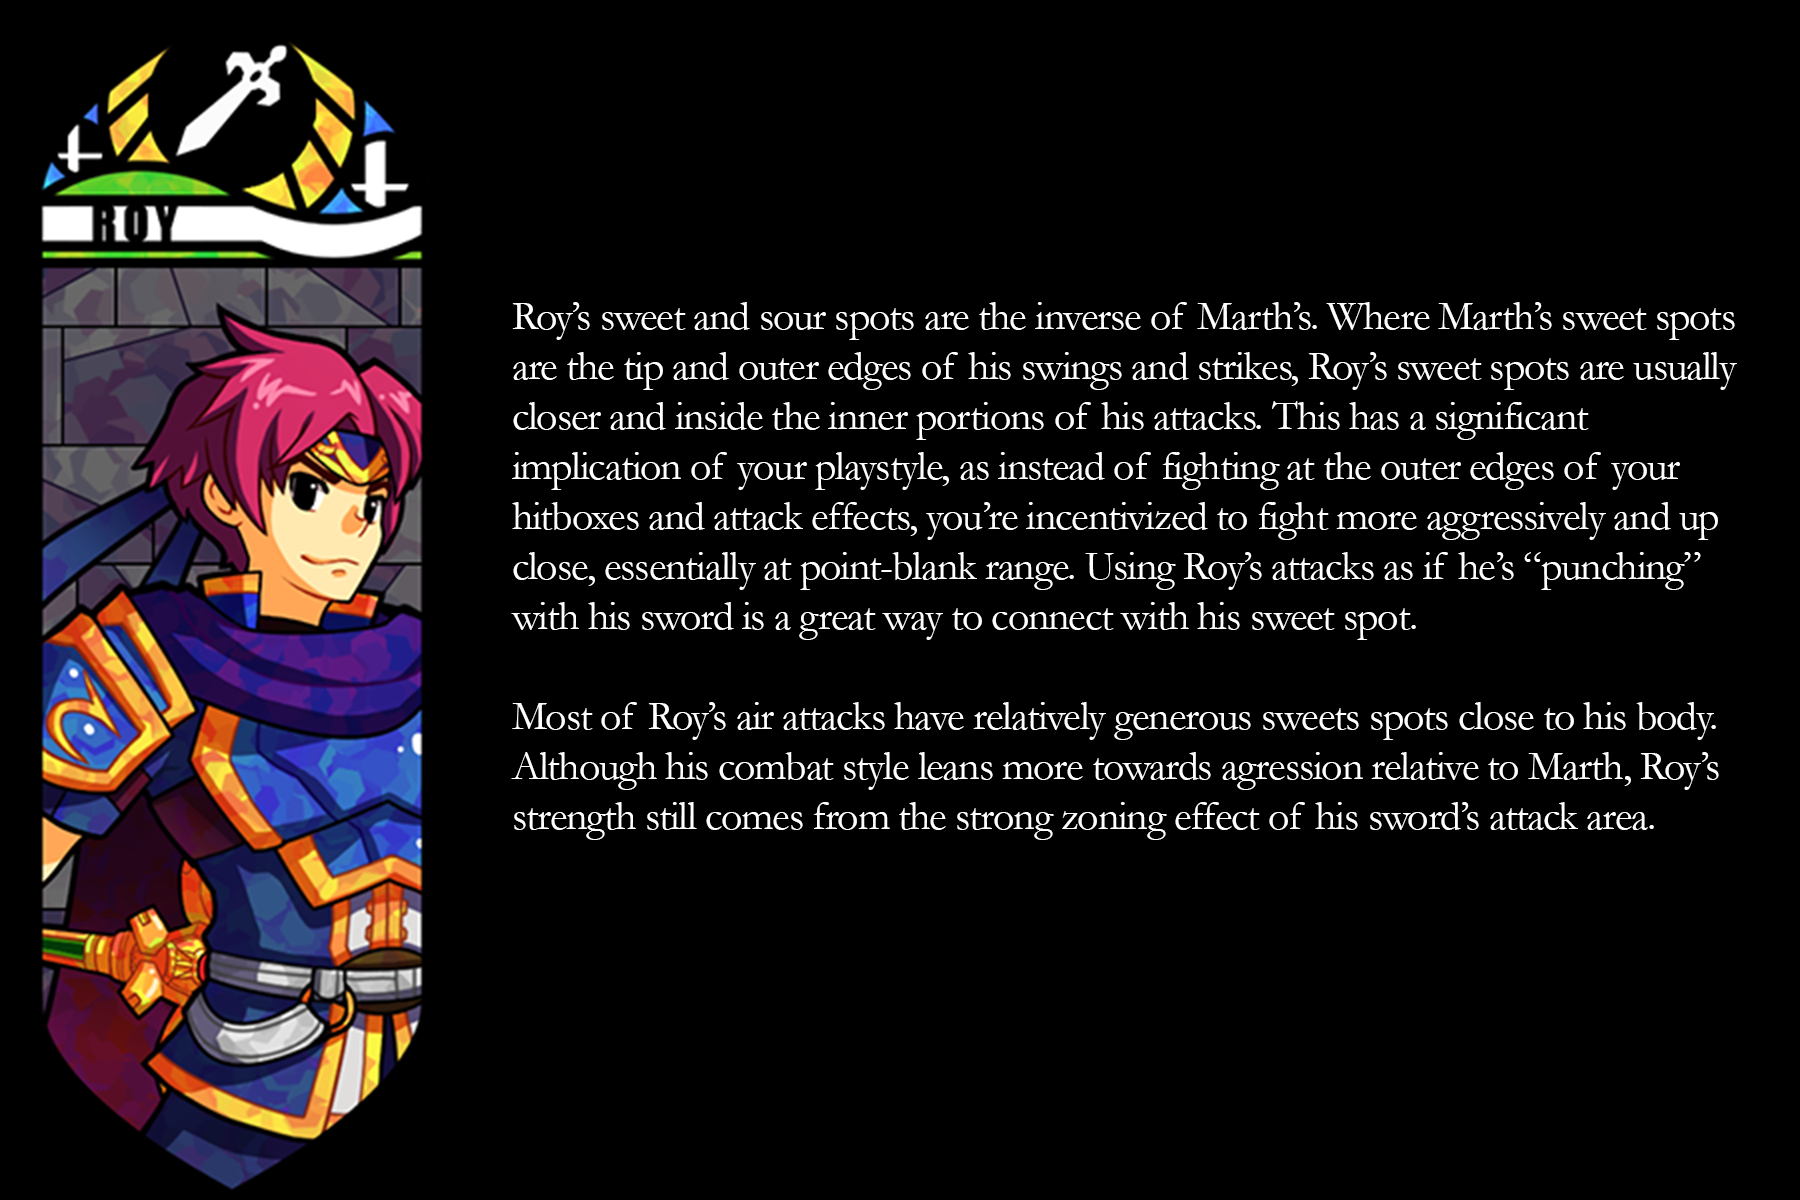 ROY
Roy’s sweet and sour spots are the inverse of Marth’s. Where Marth’s sweet spots
are the tip and outer edges of his swings and strikes, Roy’s sweet spots are usually
closer and inside the inner portions of his attacks. This has a significant
implication of your playstyle, as instead of fighting at the outer edges of your
hitboxes and attack effects, you’re incentivized to fight more aggressively and up
close, essentially at point-blank range. Using Roy’s attacks as if he’s “punching”
with his sword is a great way to connect with his sweet spot.
Most of Roy’s air attacks have relatively generous sweets spots close to his body.
Although his combat style leans more towards agression relative to Marth, Roy’s
strength still comes from the strong zoning effect of his sword’s attack area.